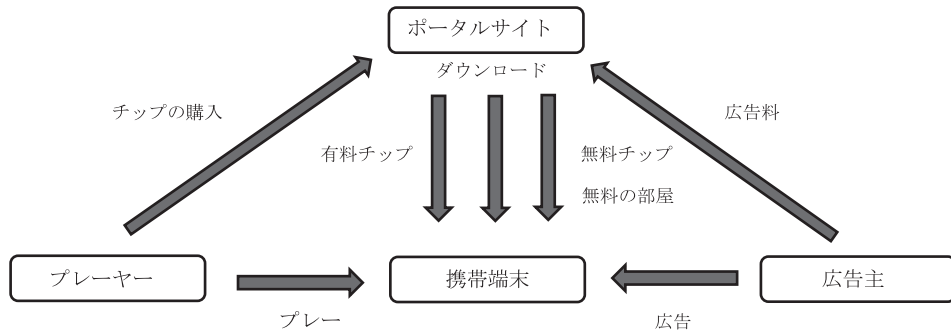 ポータルサイト
ダウンロード
チップの購入
広告料
有料チップ
無料チップ
無料の部屋
プレーヤー
携帯端末
広告主
プレー
広告